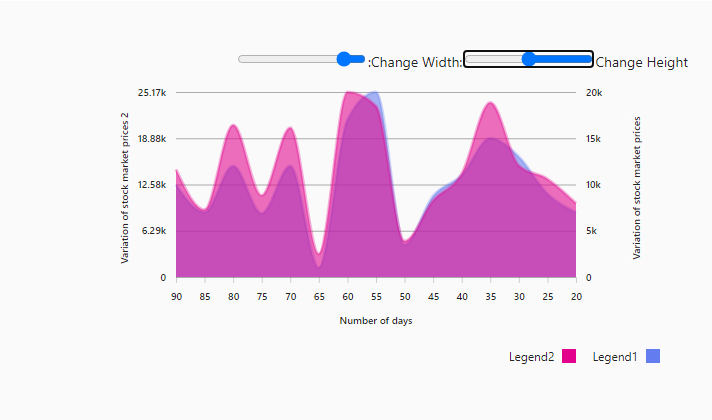 :Change Width: Change Height
25.17k
18.88k
12.58k
6.29k
0
Variation of stock market prices 2
20k
15k
10k
5k
0
Variation of stock market prices
90 85 80 75 70 65 60 55 50 45 40 35 30 25 20
Number of days
Legend2 Legend1